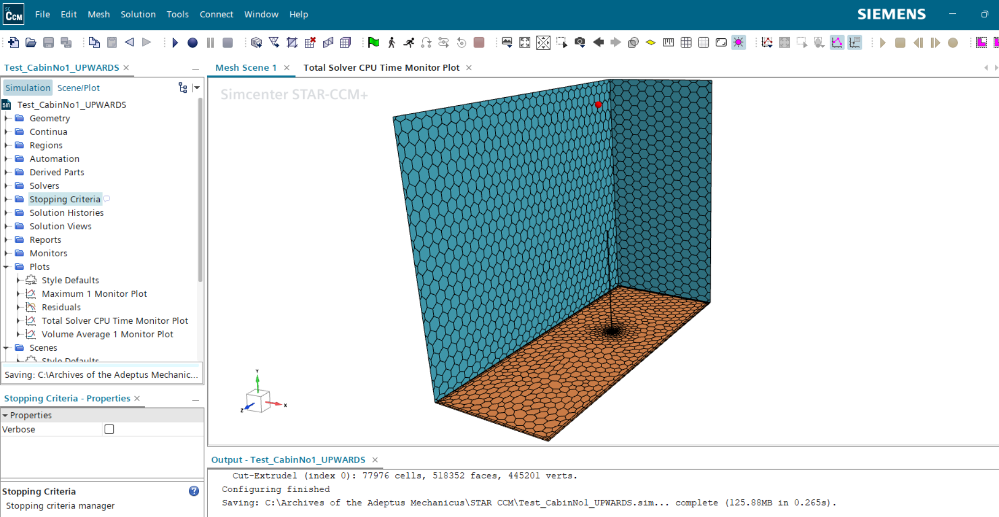 SC
CCM
File Edit Mesh Solution Tools Connect Window Help
SIEMENS
Test_CabinNo1_UPWARDS
Mesh Scene 1
Total Solver CPU Time Monitor Plot
Simulation Scene/Plot
Simcenter STAR-CCM+
sm Test_CabinNo1_UPWARDS
Geometry
Continua
Regions
Automation
Derived Parts
Solvers
Stopping Criteria
Solution Histories
Solution Views
Reports
Monitors
Plots
Style Defaults
Maximum 1 Monitor Plot
Residuals
Total Solver CPU Time Monitor Plot
Volume Average 1 Monitor Plot
Scenes
Style Defaults
Saving: C:\Archives of the Adeptus Mechanic...
Y
X
Z
Stopping Criteria - Properties
Properties
Verbose
Stopping Criteria
?
Stopping criteria manager
Output - Test_CabinNo1_UPWARDS
Cut-Extrude1 (index 0): 77976 cells, 518352 faces, 445201 verts.
Configuring finished
Saving: C:\Archives of the Adeptus Mechanicus\STAR CCM\Test_CabinNo1_UPWARDS.sim... complete (125.88MB in 0.265s).